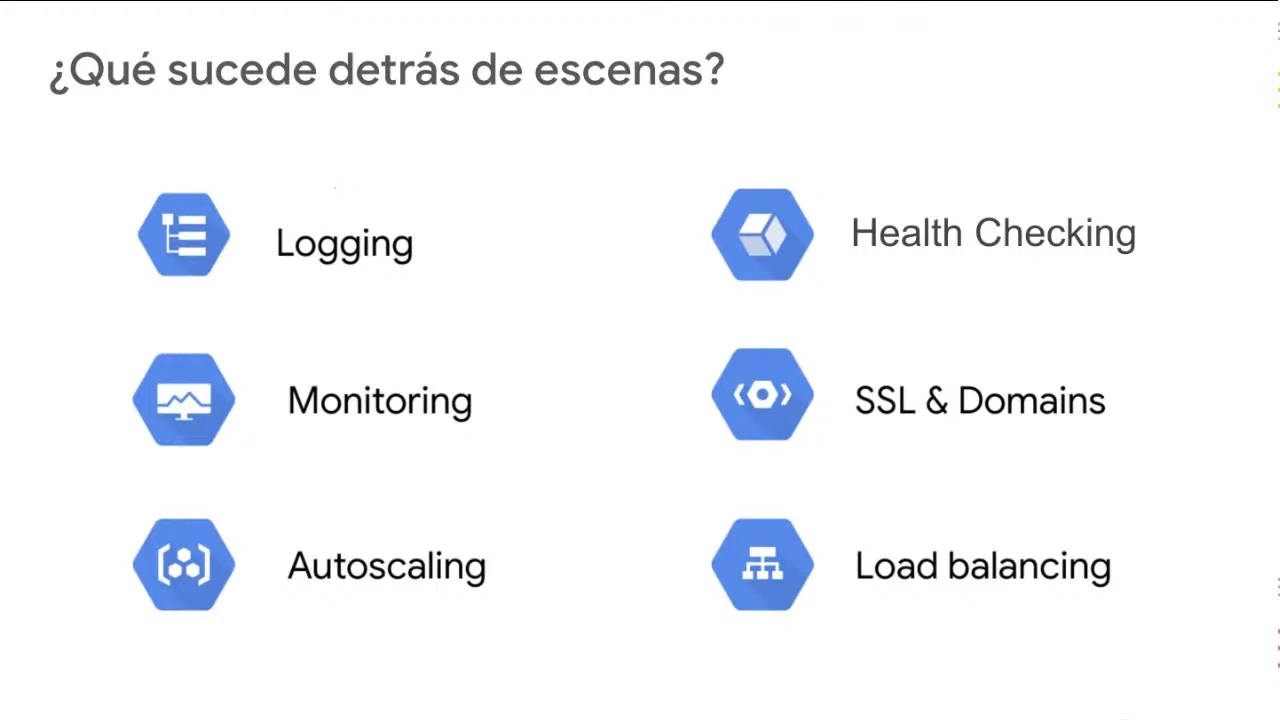 ¿Qué sucede detrás de escenas?
Logging
Health Checking
Monitoring
SSL & Domains
Autoscaling
Load balancing